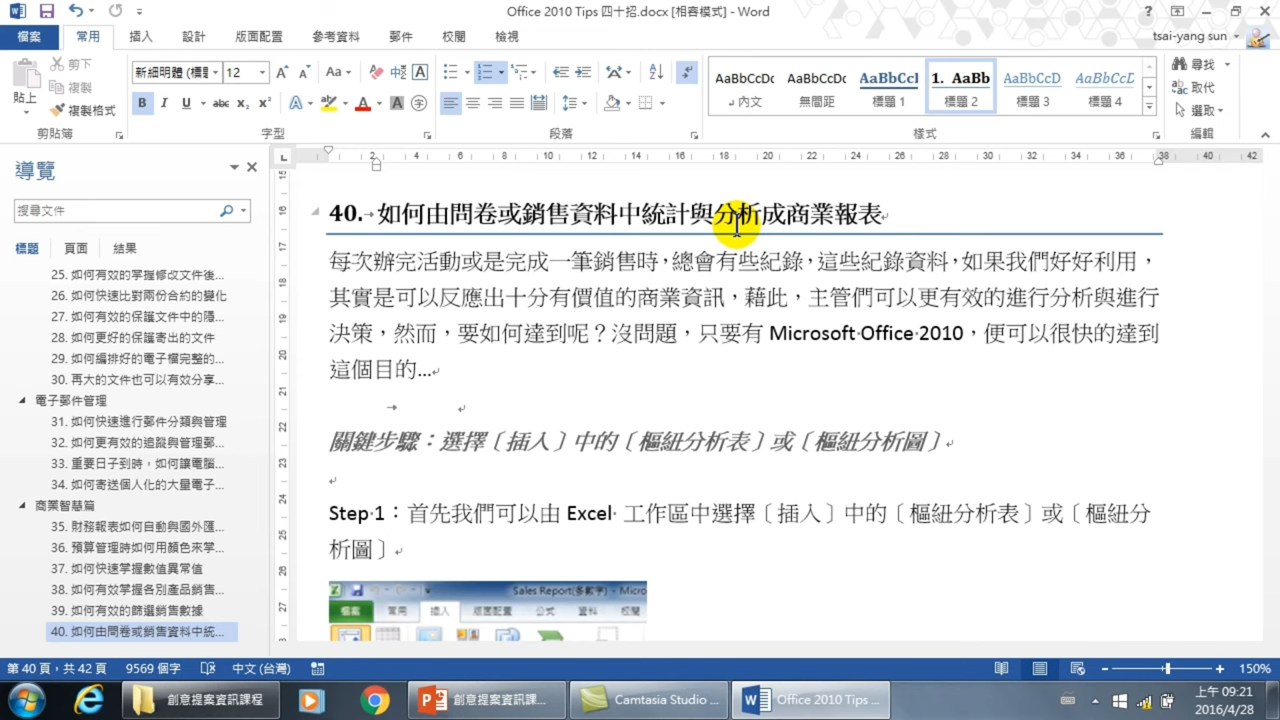 Office 2010 Tips 四十招.docx [相容模式] - Word
檔案 常用 插入 設計 版面配置 參考資料 郵件 校閱 檢視 tsai-yang sun
貼上 剪下 複製 複製格式
新細明體 (標 12
B I U abc x₂ x² A ab A A 字
AaBbCcDc AaBbCcDc AaBbCcI 1. AaBb AaBbCcD AaBbCcL
內文 無間距 標題 1 標題 2 標題 3 標題 4
尋找 取代 選取
剪貼簿 字型 段落 樣式 編輯
導覽
搜尋文件
標題 頁面 結果
25. 如何有效的掌握修改文件後...
26. 如何快速比對兩份合約的變化
27. 如何有效的保護文件中的隱...
28. 如何更好的保護寄出的文件
29. 如何編排好的電子檔完整的...
30. 再大的文件也可以有效分享...
電子郵件管理
31. 如何快速進行郵件分類與管理
32. 如何更有效的追蹤與管理郵...
33. 重要日子到時，如何讓電腦...
34. 如何寄送個人化的大量電子...
商業智慧篇
35. 財務報表如何自動與國外匯...
36. 預算管理時如何用顏色來學...
37. 如何快速掌握數值異常值
38. 如何有效掌握各別產品銷售...
39. 如何有效的篩選銷售數據
40. 如何由問卷或銷售資料中統...
2 4 6 8 10 12 14 16 18 20 22 24 26 28 30 32 34 36 38 40 42
40. 如何由問卷或銷售資料中統計與分析成商業報表
每次辦完活動或是完成一筆銷售時，總會有些紀錄，這些紀錄資料，如果我們好好利用，
其實是可以反應出十分有價值的商業資訊，藉此，主管們可以更有效的進行分析與進行
決策，然而，要如何達到呢？沒問題，只要有 Microsoft Office 2010，便可以很快的達到
這個目的...
關鍵步驟：選擇〔插入〕中的〔樞紐分析表〕或〔樞紐分析圖〕
Step 1：首先我們可以由 Excel 工作區中選擇〔插入〕中的〔樞紐分析表〕或〔樞紐分
析圖〕
Sales Report(多數字) - Micro
檔案 常用 插入 版面配置 公式 資料 校閱
第 40 頁，共 42 頁 9569 個字 中文 (台灣) 150%
創意提案資訊課程 創意提案資訊課... Camtasia Studio ... Office 2010 Tips ...
上午 09:21
2016/4/28